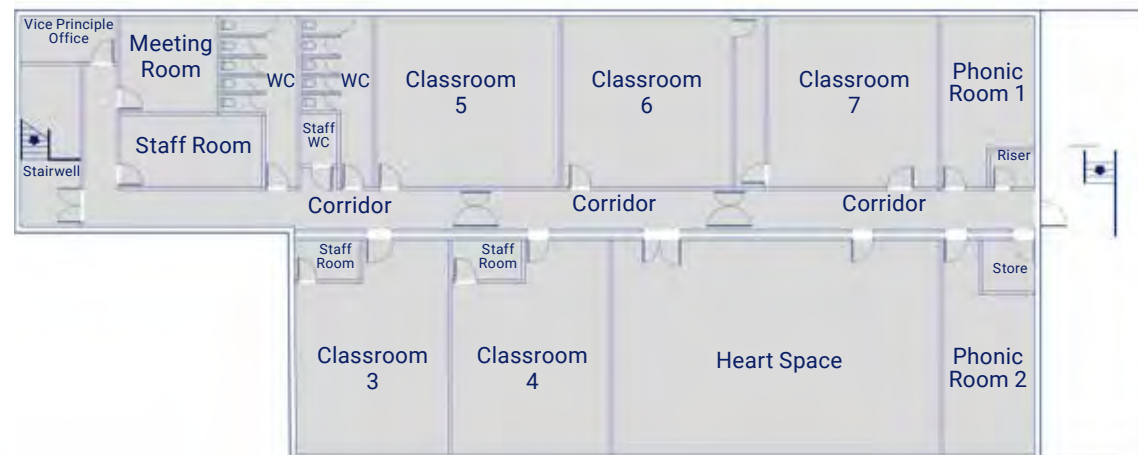 Vice Principle
Office
Meeting
Room
WC
WC
Classroom
5
Classroom
6
Classroom
7
Phonic
Room 1
Staff Room
Staff
WC
Stairwell
Riser
Corridor
Corridor
Corridor
Staff
Room
Staff
Room
Store
Classroom
3
Classroom
4
Heart Space
Phonic
Room 2